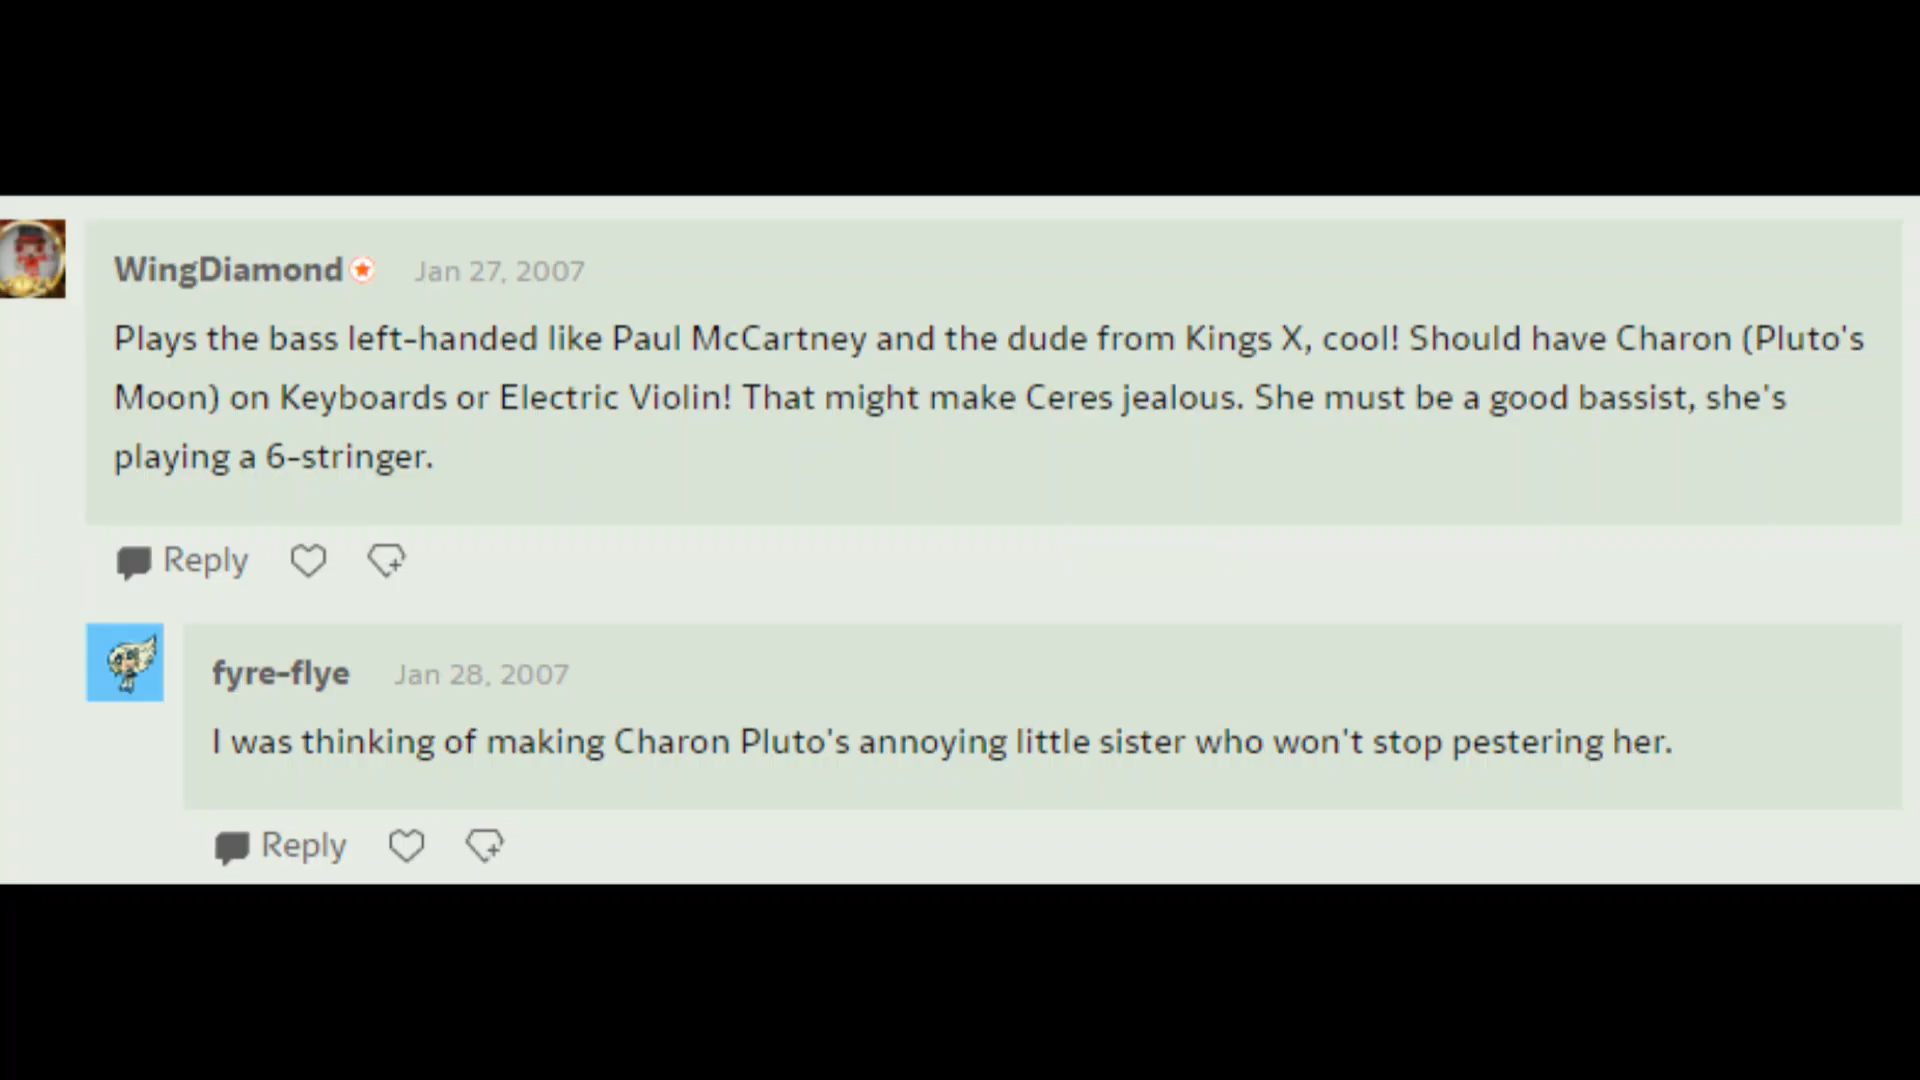 WingDiamond Jan 27, 2007
Plays the bass left-handed like Paul McCartney and the dude from Kings X, cool! Should have Charon (Pluto's
Moon) on Keyboards or Electric Violin! That might make Ceres jealous. She must be a good bassist, she's
playing a 6-stringer.
Reply
fyre-flye Jan 28, 2007
I was thinking of making Charon Pluto's annoying little sister who won't stop pestering her.
Reply